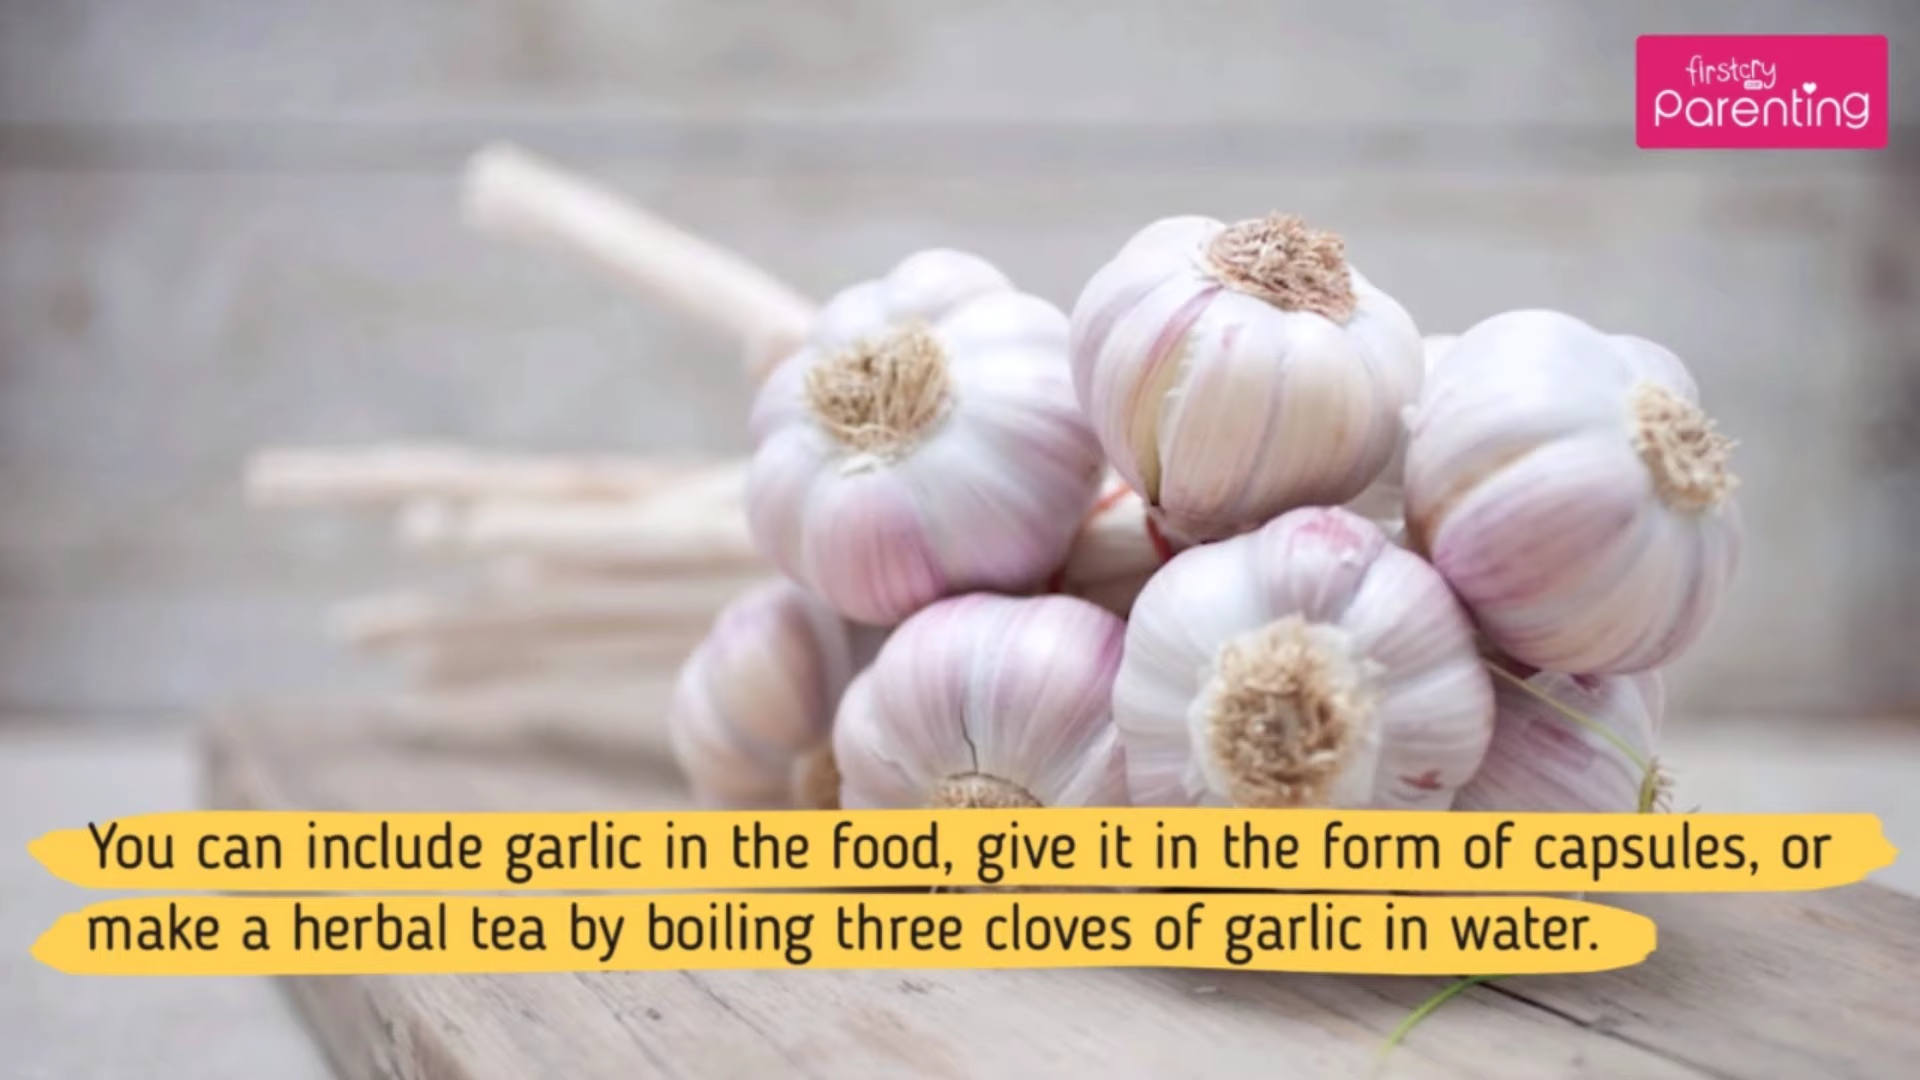 firstcry
.com
Parenting
You can include garlic in the food, give it in the form of capsules, or
make a herbal tea by boiling three cloves of garlic in water.